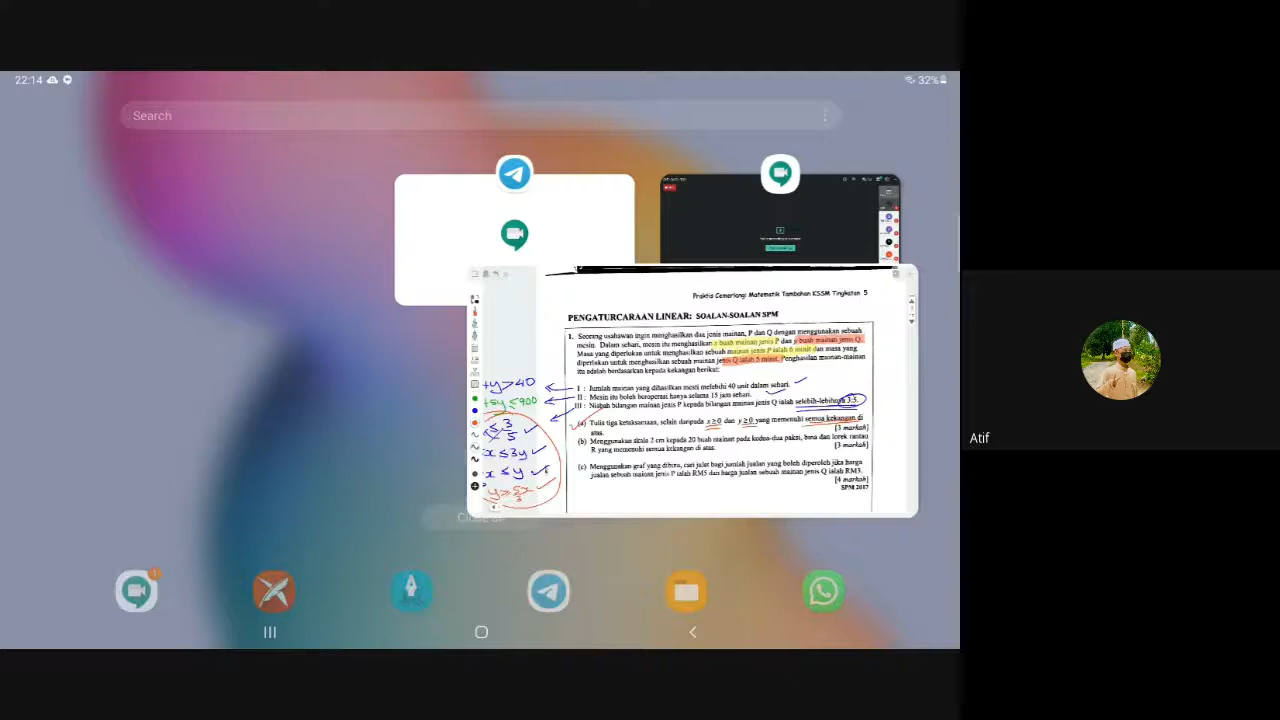 22:14
32%
Search
Praktis Cemerlang: Matematik Tambahan KSSM Tingkatan 5
PENGATURCARAAN LINEAR: SOALAN-SOALAN SPM
1. Seorang usahawan ingin menghasilkan dua jenis mainan, P dan Q dengan menggunakan sebuah
mesin. Dalam sehari, mesin itu menghasilkan x buah mainan jenis P dan y buah mainan jenis Q.
Masa yang diperlukan untuk menghasilkan sebuah mainan jenis P ialah 6 minit dan masa yang
diperlukan untuk menghasilkan sebuah mainan jenis Q ialah 5 minit. Penghasilan mainan-mainan
itu adalah berdasarkan kepada kekangan berikut:
+y>40
I : Jumlah mainan yang dihasilkan mesti melebihi 40 unit dalam sehari.
+5y ≤900
II : Mesin itu boleh beroperasi hanya selama 15 jam sehari.
III : Nisbah bilangan mainan jenis P kepada bilangan mainan jenis Q ialah selebih-lebihnya 3:5.
≤ 3/5
(a) Tulis tiga ketaksamaan, selain daripada x ≥ 0 dan y ≥ 0 yang memenuhi semua kekangan di
atas.
[3 markah]
x ≤ 3y
(b) Menggunakan skala 2 cm kepada 20 buah mainan pada kedua-dua paksi, bina dan lorek rantau
R yang memenuhi semua kekangan di atas.
[3 markah]
x ≤ y
(c) Menggunakan graf yang dibina, cari julat bagi jumlah jualan yang boleh diperoleh jika harga
jualan sebuah mainan jenis P ialah RM5 dan harga jualan sebuah mainan jenis Q ialah RM3.
[4 markah]
y ≥ 5x/3
SPM 2017
Close all
1
Atif